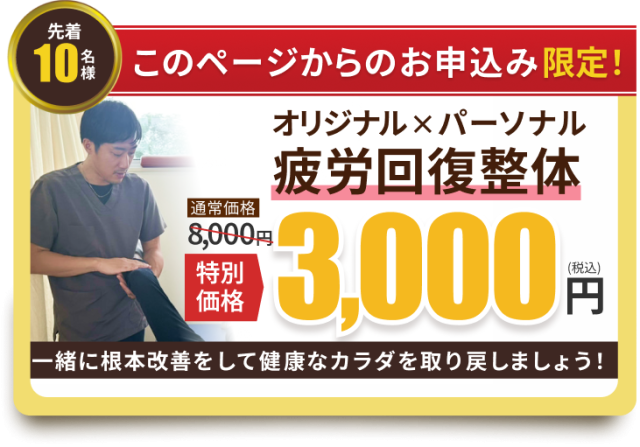 先着
10名様
このページからのお申込み限定!
オリジナル×パーソナル
疲労回復整体
通常価格
8,000円
特別
価格
3,000円
(税込)
一緒に根本改善をして健康なカラダを取り戻しましょう!